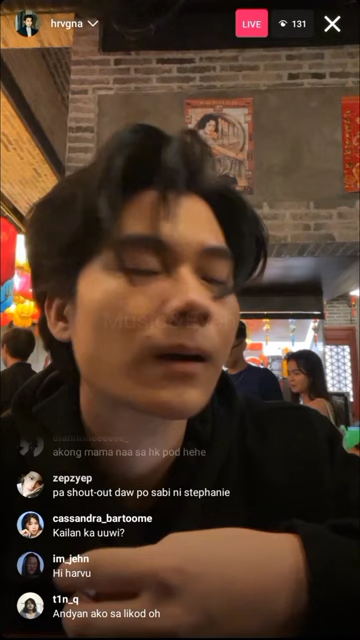 hrvgna
LIVE
131
akong mama naa sa hk pod hehe
zepzyep
pa shout-out daw po sabi ni stephanie
cassandra_bartoome
Kailan ka uuwi?
im_jehn
Hi harvu
t1n_q
Andyan ako sa likod oh